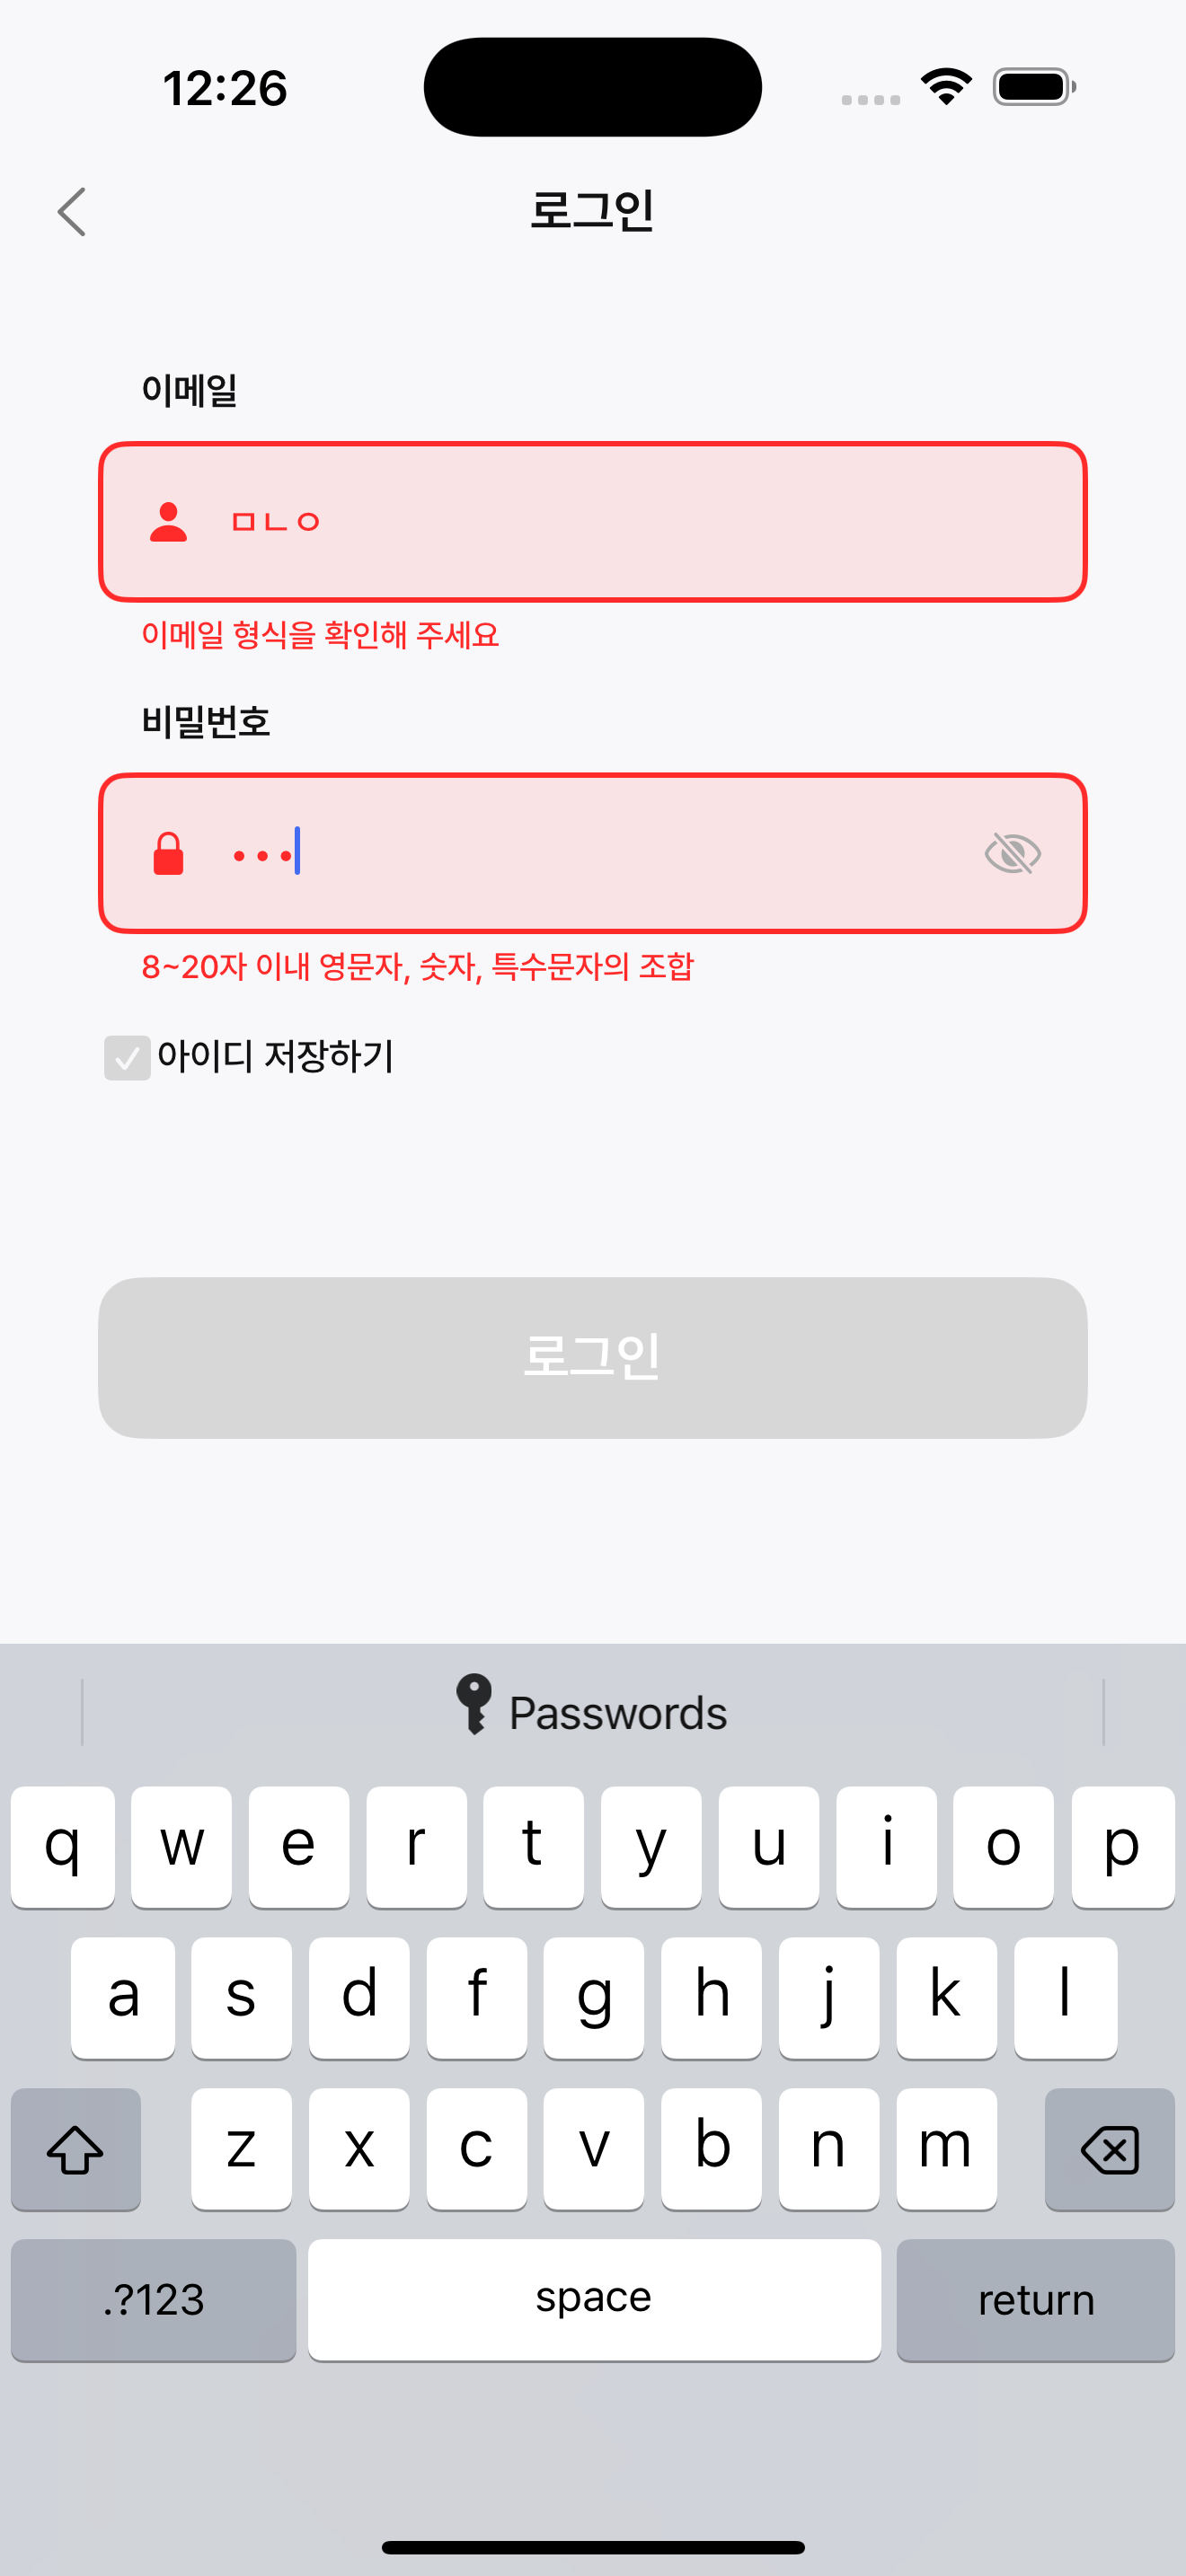 12:26
로그인
이메일
ㅁㄴㅇ
이메일 형식을 확인해 주세요
비밀번호
•••
8~20자 이내 영문자, 숫자, 특수문자의 조합
아이디 저장하기
로그인
Passwords
q w e r t y u i o p
a s d f g h j k l
z x c v b n m
.?123 space return